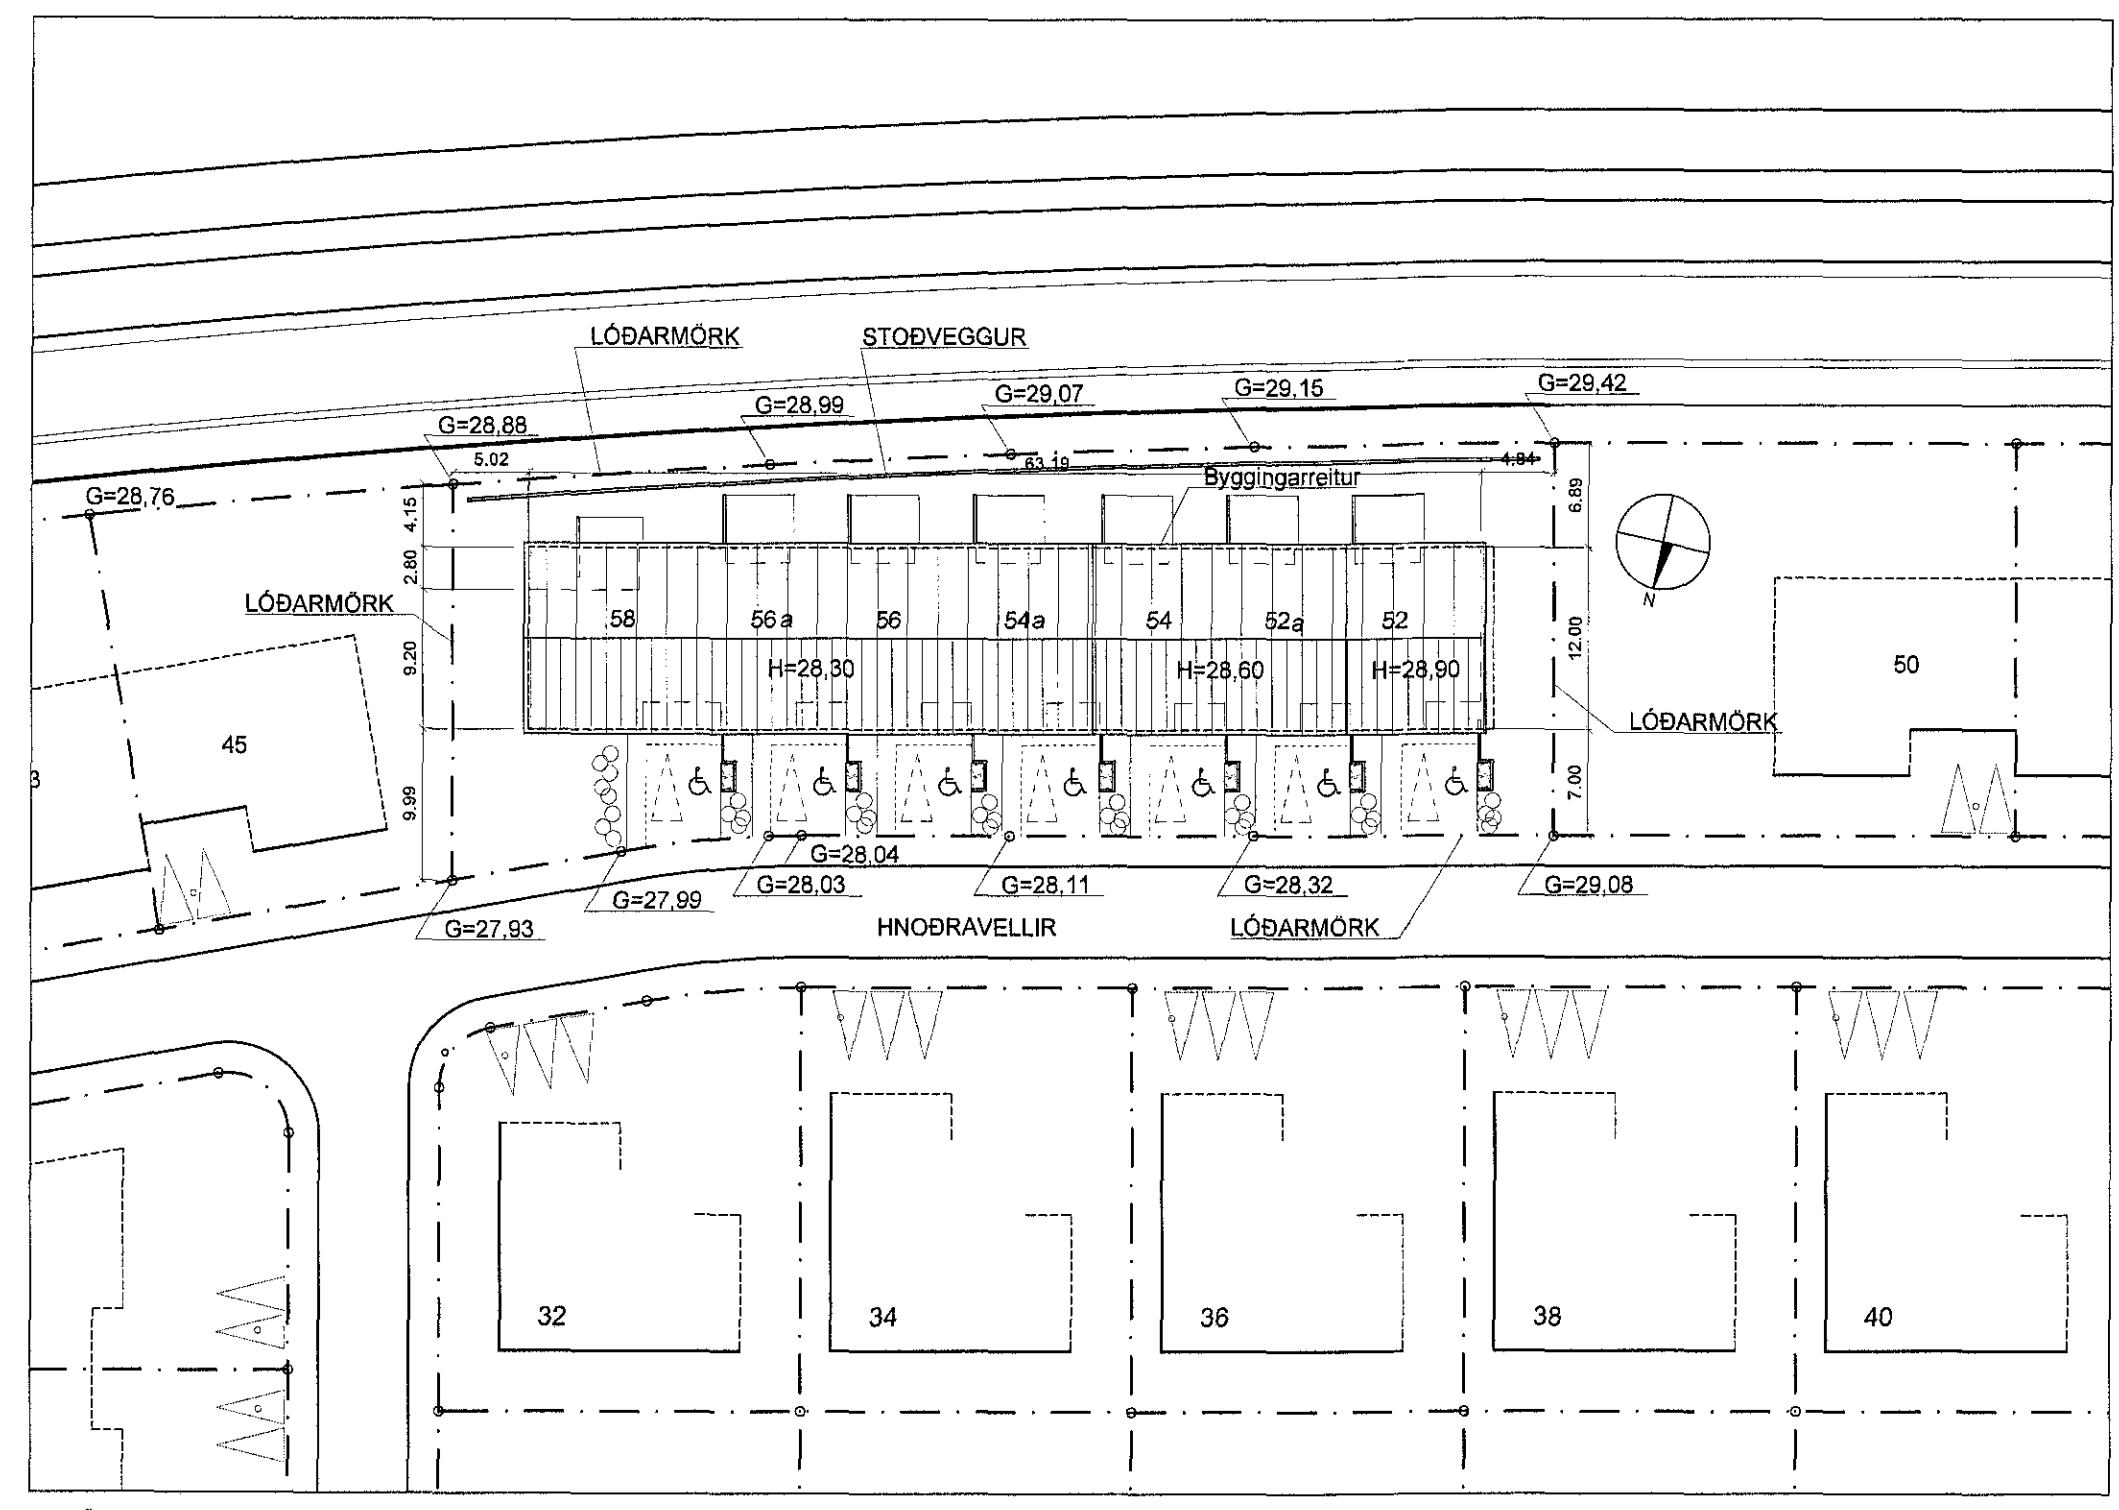 LÓÐARMÖRK
STOÐVEGGUR
G=28,88
G=28,99
G=29,07
G=29,15
G=29,42
5.02
63.19
4.84
Byggingarreitur
G=28,76
4.15
6.89
2.80
LÓÐARMÖRK
N
58
56a
56
54a
54
52a
52
9.20
12.00
H=28,30
H=28,60
H=28,90
50
LÓÐARMÖRK
45
3
9.99
7.00
G=28,04
G=28,03
G=28,11
G=28,32
G=29,08
G=27,99
G=27,93
HNOÐRAVELLIR
LÓÐARMÖRK
32
34
36
38
40